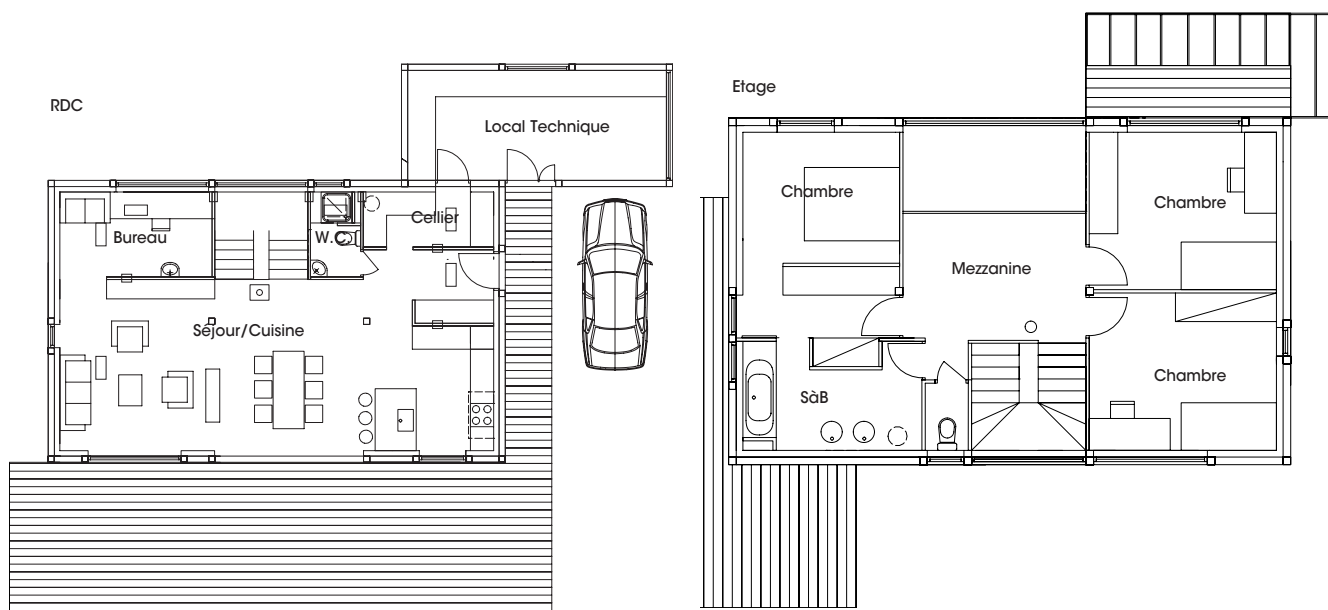 RDC
Local Technique
Bureau
W.C.
Cellier
Séjour/Cuisine
Etage
Chambre
Chambre
Mezzanine
Chambre
SàB